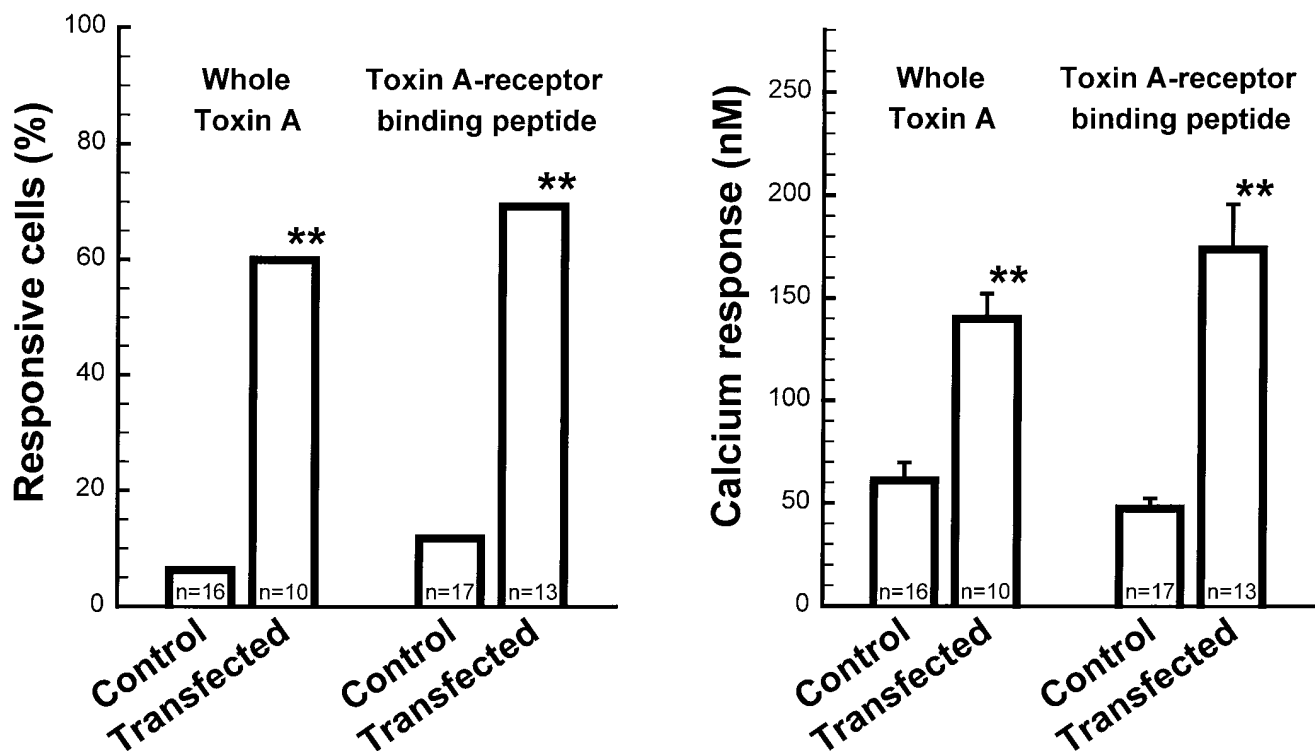 Responsive cells (%)
100
80
60
40
20
0
Whole
Toxin A
Toxin A-receptor
binding peptide
**
**
n=16
n=10
n=17
n=13
Control
Transfected
Control
Transfected
Calcium response (nM)
250
200
150
100
50
0
Whole
Toxin A
Toxin A-receptor
binding peptide
**
**
n=16
n=10
n=17
n=13
Control
Transfected
Control
Transfected